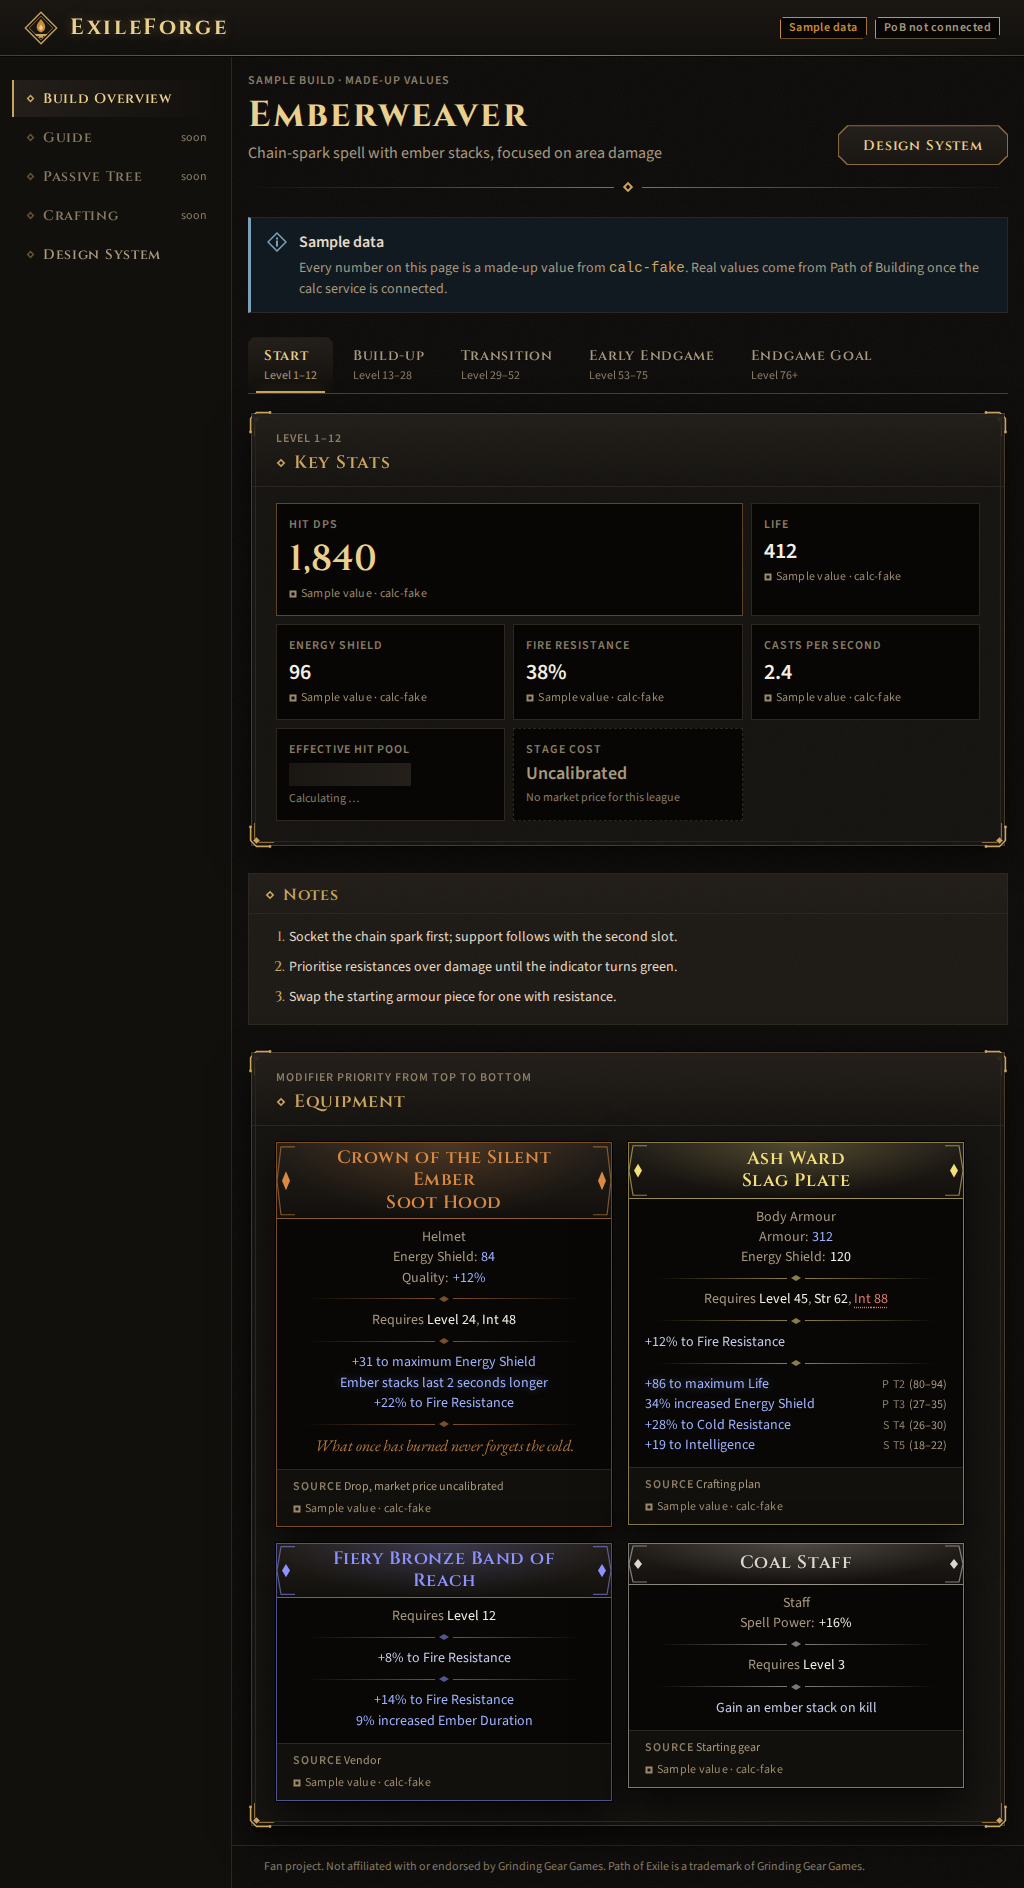 ExileForge
Sample data
PoB not connected
Build Overview
Guide soon
Passive Tree soon
Crafting soon
Design System
SAMPLE BUILD · MADE-UP VALUES
Emberweaver
Chain-spark spell with ember stacks, focused on area damage
Design System
Sample data
Every number on this page is a made-up value from calc-fake. Real values come from Path of Building once the
calc service is connected.
Start
Level 1–12
Build-up
Level 13–28
Transition
Level 29–52
Early Endgame
Level 53–75
Endgame Goal
Level 76+
LEVEL 1–12
Key Stats
HIT DPS
1,840
Sample value · calc-fake
LIFE
412
Sample value · calc-fake
ENERGY SHIELD
96
Sample value · calc-fake
FIRE RESISTANCE
38%
Sample value · calc-fake
CASTS PER SECOND
2.4
Sample value · calc-fake
EFFECTIVE HIT POOL
Calculating …
STAGE COST
Uncalibrated
No market price for this league
Notes
1. Socket the chain spark first; support follows with the second slot.
2. Prioritise resistances over damage until the indicator turns green.
3. Swap the starting armour piece for one with resistance.
MODIFIER PRIORITY FROM TOP TO BOTTOM
Equipment
Crown of the Silent
Ember
Soot Hood
Helmet
Energy Shield: 84
Quality: +12%
Requires Level 24, Int 48
+31 to maximum Energy Shield
Ember stacks last 2 seconds longer
+22% to Fire Resistance
What once has burned never forgets the cold.
SOURCE Drop, market price uncalibrated
Sample value · calc-fake
Ash Ward
Slag Plate
Body Armour
Armour: 312
Energy Shield: 120
Requires Level 45, Str 62, Int 88
+12% to Fire Resistance
+86 to maximum Life P T2 (80–94)
34% increased Energy Shield P T3 (27–35)
+28% to Cold Resistance S T4 (26–30)
+19 to Intelligence S T5 (18–22)
SOURCE Crafting plan
Sample value · calc-fake
Fiery Bronze Band of
Reach
Requires Level 12
+8% to Fire Resistance
+14% to Fire Resistance
9% increased Ember Duration
SOURCE Vendor
Sample value · calc-fake
Coal Staff
Staff
Spell Power: +16%
Requires Level 3
Gain an ember stack on kill
SOURCE Starting gear
Sample value · calc-fake
Fan project. Not affiliated with or endorsed by Grinding Gear Games. Path of Exile is a trademark of Grinding Gear Games.